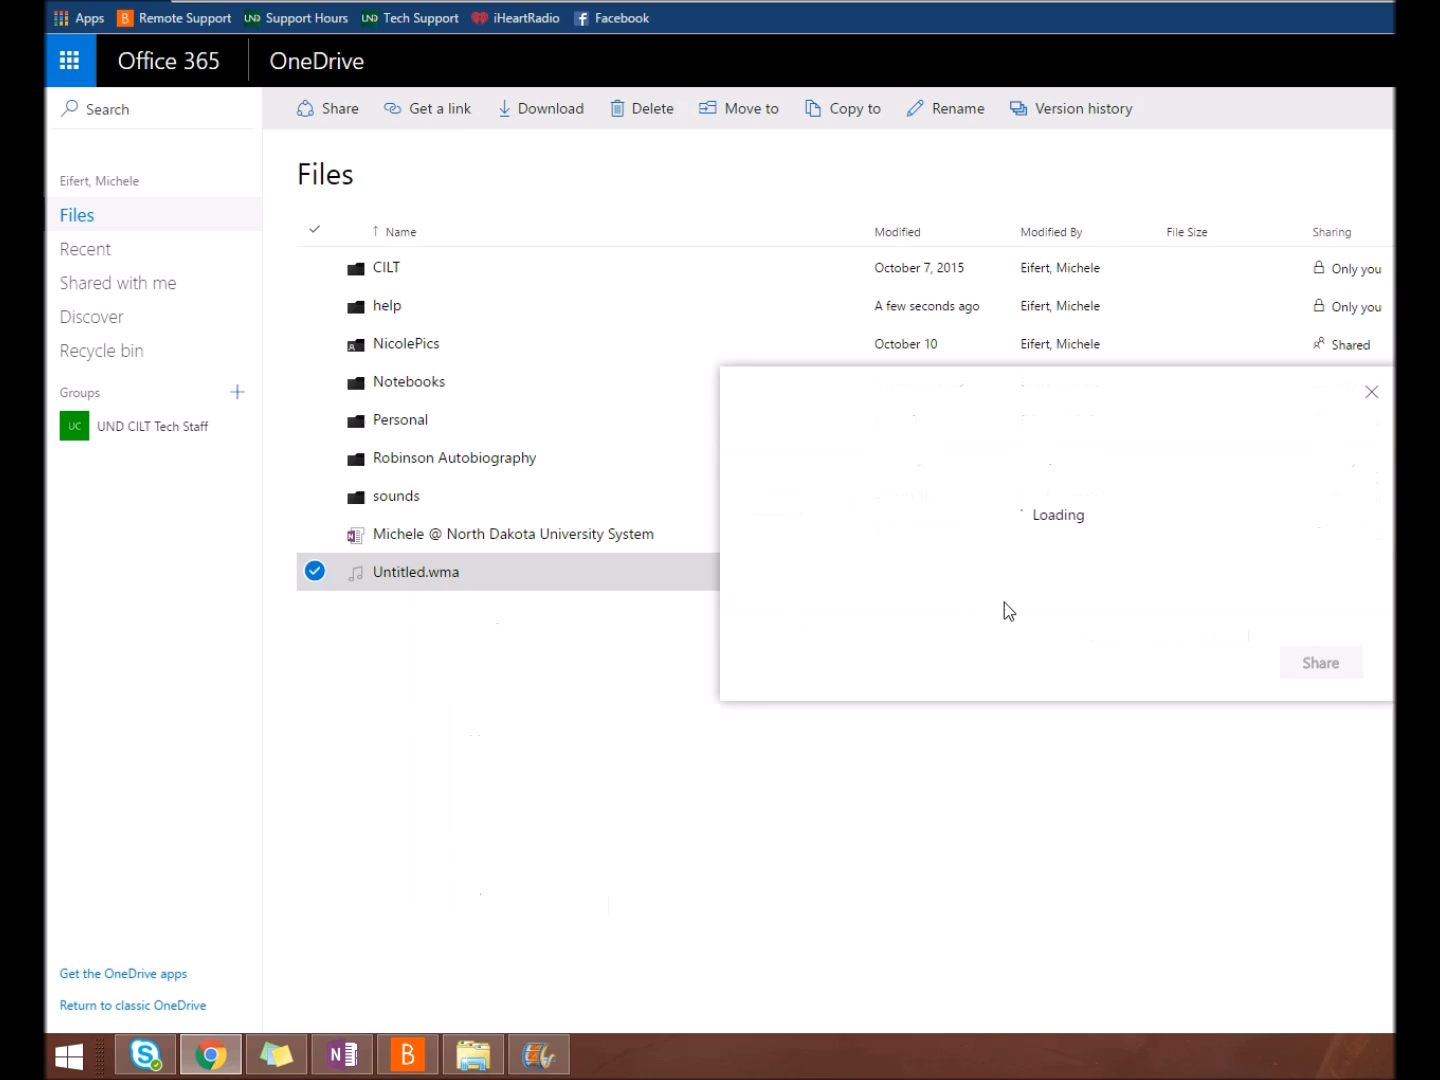 Apps Remote Support UND Support Hours UND Tech Support iHeartRadio f Facebook
Office 365 OneDrive
Search
Share Get a link Download Delete Move to Copy to Rename Version history
Files
Eifert, Michele
Files
Recent
Shared with me
Discover
Recycle bin
Groups
UC UND CILT Tech Staff
Name Modified Modified By File Size Sharing
CILT October 7, 2015 Eifert, Michele Only you
help A few seconds ago Eifert, Michele Only you
NicolePics October 10 Eifert, Michele Shared
Notebooks
Personal
Robinson Autobiography
sounds
Michele @ North Dakota University System
Untitled.wma
Loading
Share
Get the OneDrive apps
Return to classic OneDrive